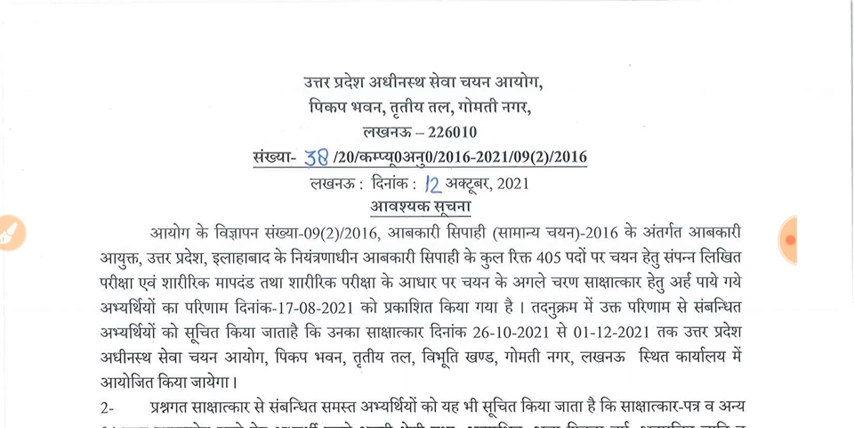 उत्तर प्रदेश अधीनस्थ सेवा चयन आयोग,
पिकप भवन, तृतीय तल, गोमती नगर,
लखनऊ – 226010
संख्या- 38/20/कम्प्यू0अनु0/2016-2021/09(2)/2016
लखनऊ : दिनांक : 12 अक्टूबर, 2021
आवश्यक सूचना
आयोग के विज्ञापन संख्या-09(2)/2016, आबकारी सिपाही (सामान्य चयन)-2016 के अंतर्गत आबकारी
आयुक्त, उत्तर प्रदेश, इलाहाबाद के नियंत्रणाधीन आबकारी सिपाही के कुल रिक्त 405 पदों पर चयन हेतु संपन्न लिखित
परीक्षा एवं शारीरिक मापदंड तथा शारीरिक परीक्षा के आधार पर चयन के अगले चरण साक्षात्कार हेतु अर्ह पाये गये
अभ्यर्थियों का परिणाम दिनांक-17-08-2021 को प्रकाशित किया गया है । तदनुक्रम में उक्त परिणाम से संबन्धित
अभ्यर्थियों को सूचित किया जाताहै कि उनका साक्षात्कार दिनांक 26-10-2021 से 01-12-2021 तक उत्तर प्रदेश
अधीनस्थ सेवा चयन आयोग, पिकप भवन, तृतीय तल, विभूति खण्ड, गोमती नगर, लखनऊ स्थित कार्यालय में
आयोजित किया जायेगा ।
2- प्रश्नगत साक्षात्कार से संबन्धित समस्त अभ्यर्थियों को यह भी सूचित किया जाता है कि साक्षात्कार-पत्र व अन्य